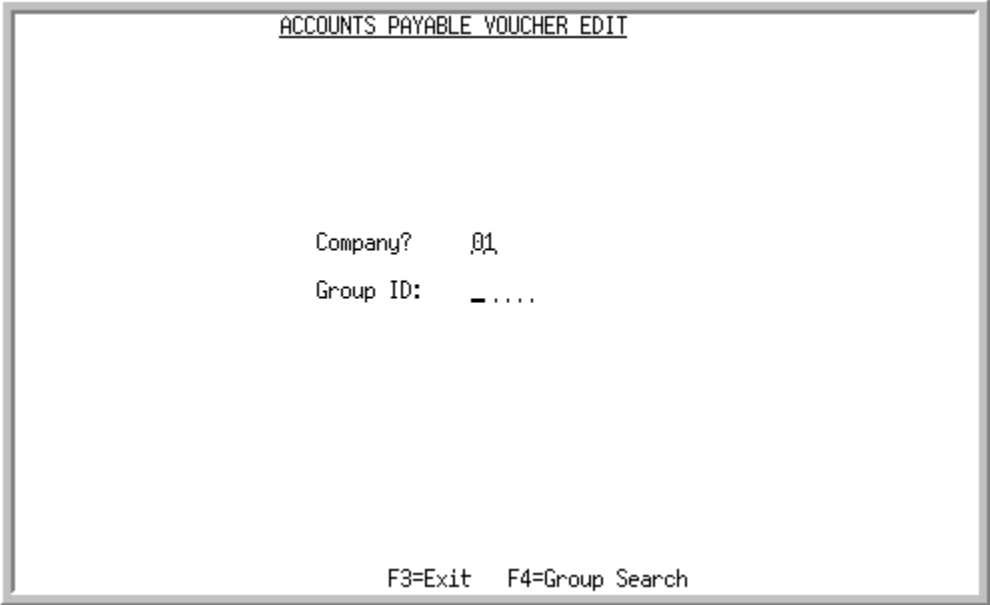 ACCOUNTS PAYABLE VOUCHER EDIT
Company? 01
Group ID: _....
F3=Exit F4=Group Search